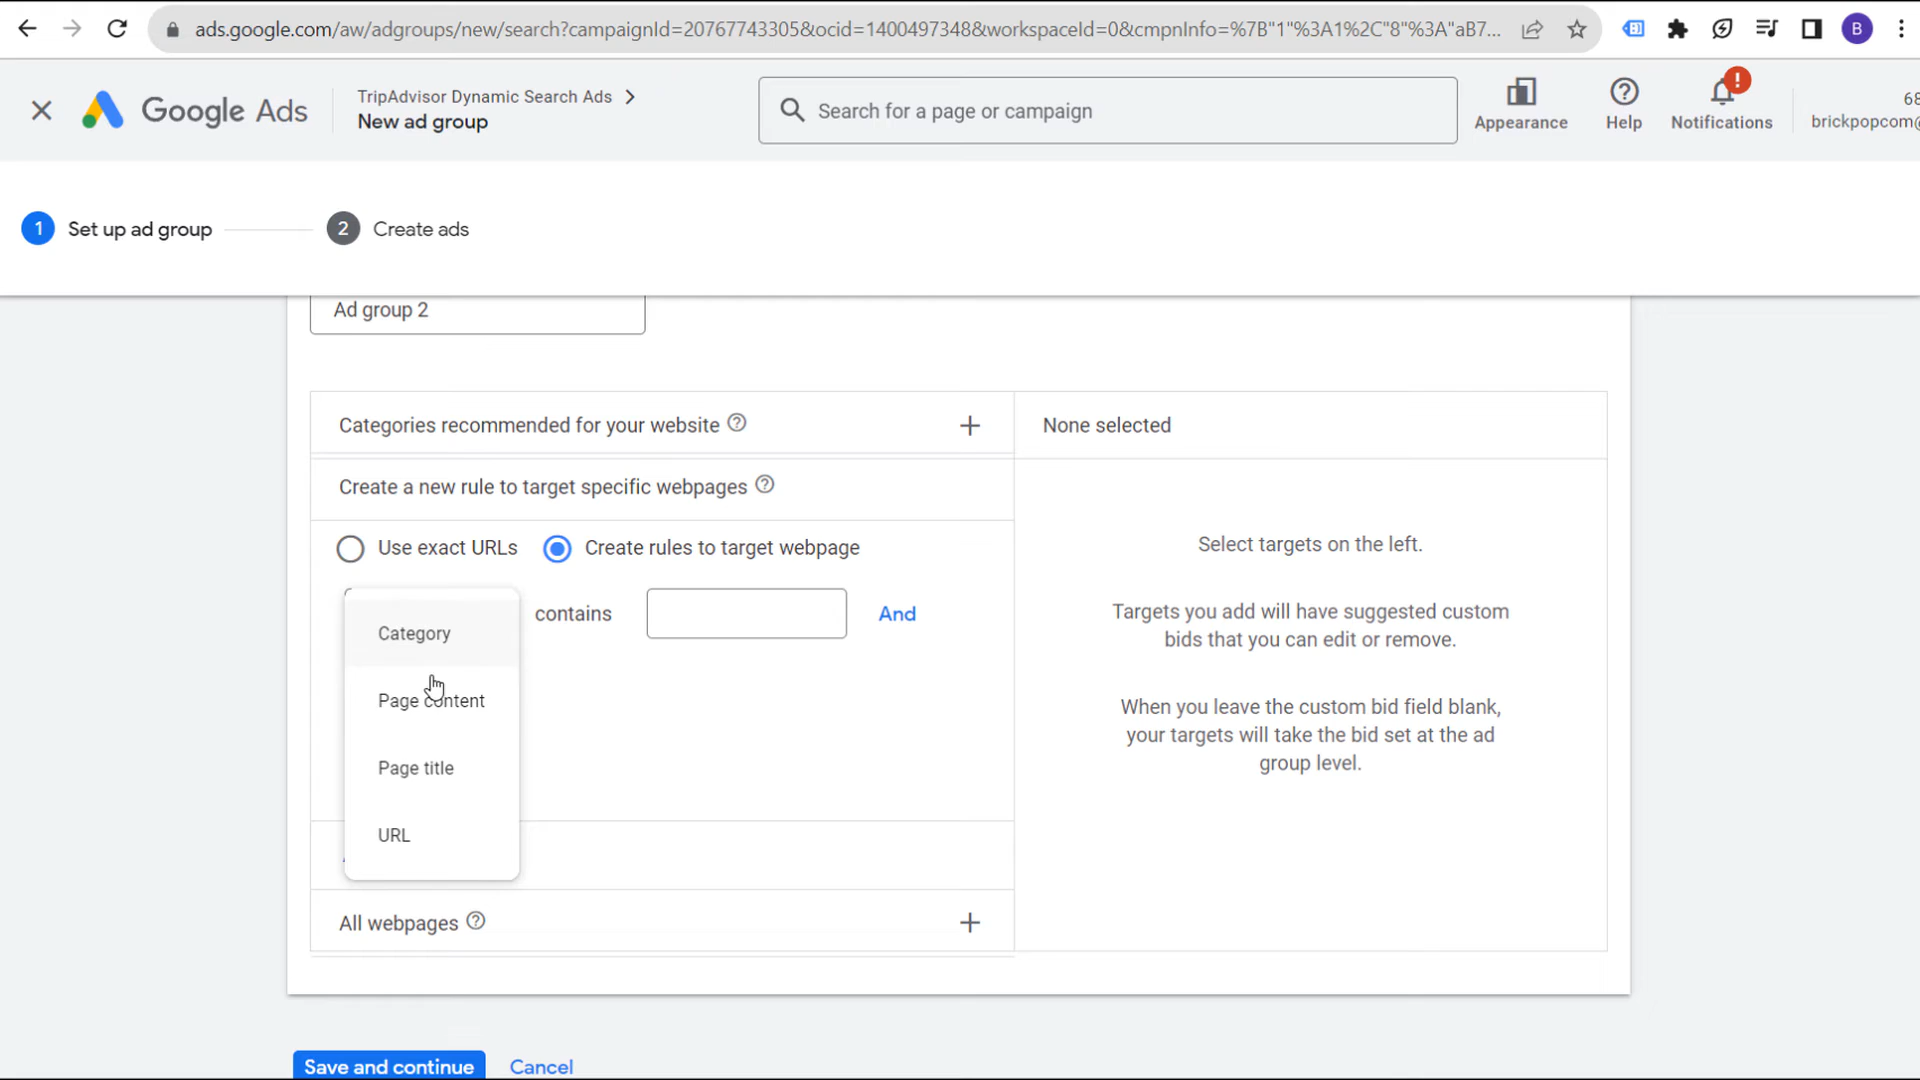 ads.google.com/aw/adgroups/new/search?campaignId=20767743305&ocid=1400497348&workspaceId=0&cmpnInfo=%7B"1"%3A1%2C"8"%3A"aB7...
B
Google Ads
TripAdvisor Dynamic Search Ads
New ad group
Search for a page or campaign
Appearance
Help
!
Notifications
68
brickpopcom@
1 Set up ad group
2 Create ads
Ad group 2
Categories recommended for your website ?
None selected
Create a new rule to target specific webpages ?
Use exact URLs
Create rules to target webpage
Select targets on the left.
Targets you add will have suggested custom
bids that you can edit or remove.
When you leave the custom bid field blank,
your targets will take the bid set at the ad
group level.
contains
And
Category
Page content
Page title
URL
All webpages ?
Save and continue
Cancel